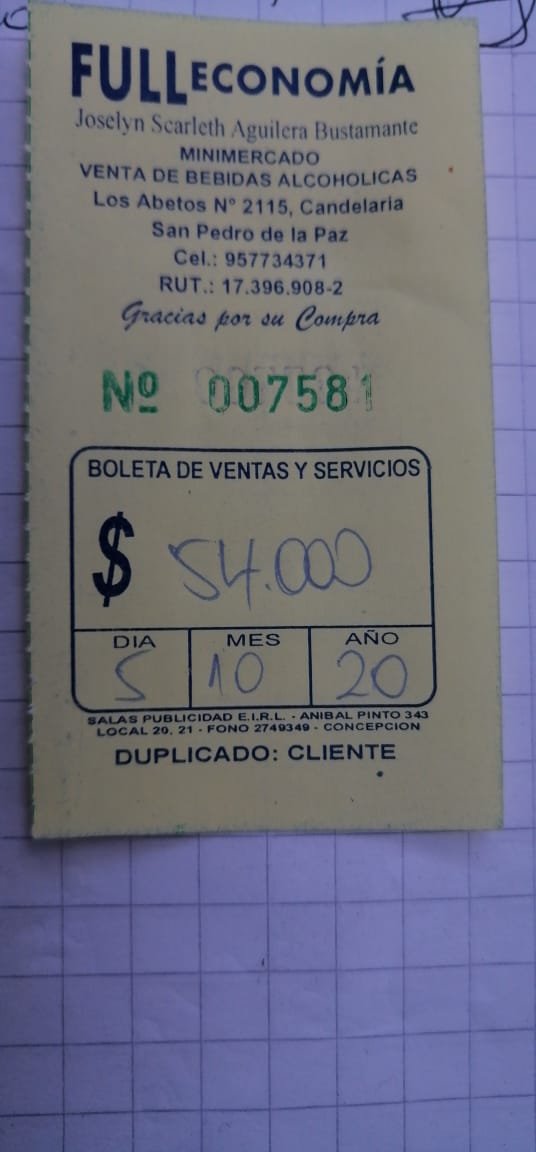 FULLECONOMÍA
Joselyn Scarleth Aguilera Bustamante
MINIMERCADO
VENTA DE BEBIDAS ALCOHOLICAS
Los Abetos Nº 2115, Candelaria
San Pedro de la Paz
Cel.: 957734371
RUT.: 17.396.908-2
Gracias por su Compra
Nº 007581
BOLETA DE VENTAS Y SERVICIOS
$ 54.000
DIA MES AÑO
5 10 20
SALAS PUBLICIDAD E.I.R.L. - ANIBAL PINTO 343
LOCAL 20, 21 - FONO 2749349 - CONCEPCION
DUPLICADO: CLIENTE